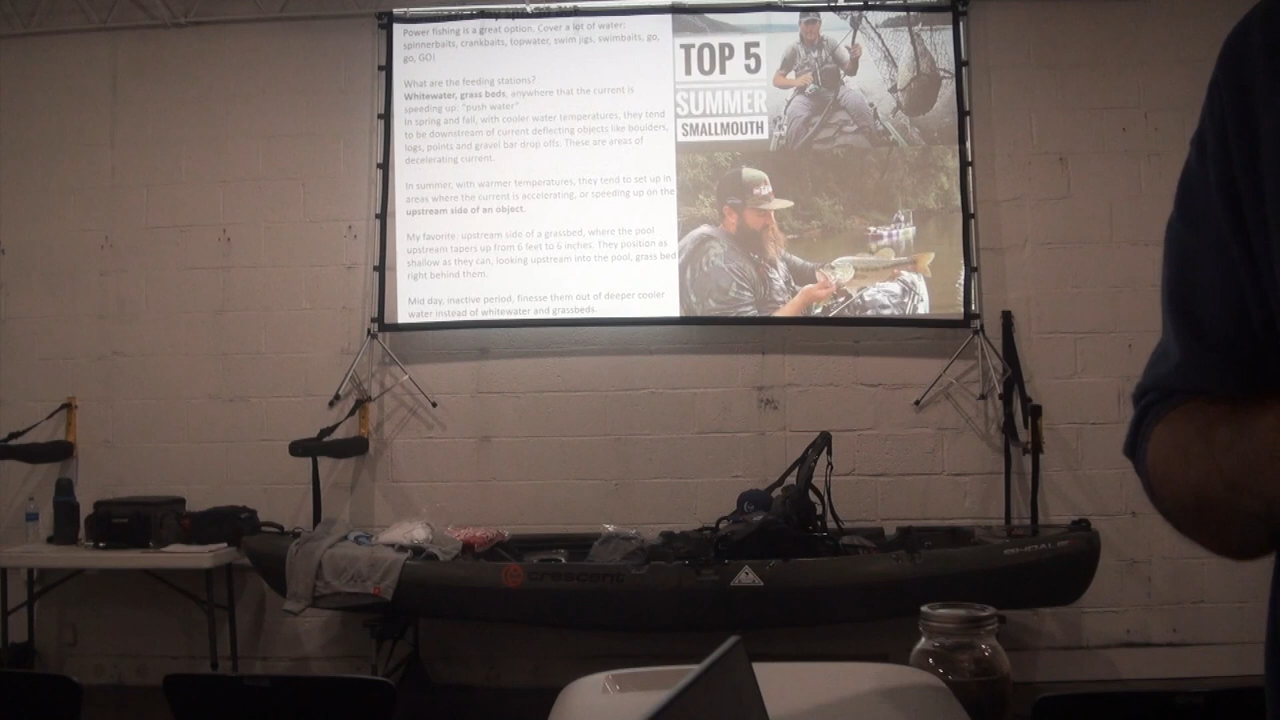 Power fishing is a great option. Cover a lot of water:
spinnerbaits, crankbaits, topwater, swim jigs, swimbaits, go,
go, GO!
What are the feeding stations?
Whitewater, grass beds, anywhere that the current is
speeding up: "push water"
In spring and fall, with cooler water temperatures, they tend
to be downstream of current deflecting objects like boulders,
logs, points and gravel bar drop offs. These are areas of
decelerating current.
In summer, with warmer temperatures, they tend to set up in
areas where the current is accelerating, or speeding up on the
upstream side of an object.
My favorite: upstream side of a grassbed, where the pool
upstream tapers up from 6 feet to 6 inches. They position as
shallow as they can, looking upstream into the pool, grass bed
right behind them.
Mid day, inactive period, finesse them out of deeper cooler
water instead of whitewater and grassbeds.
TOP 5
SUMMER
SMALLMOUTH
crescent
SHOALIE